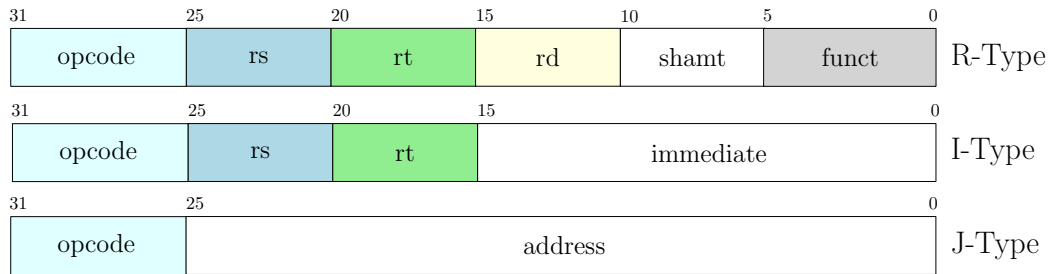 31 25 20 15 10 5 0
opcode rs rt rd shamt funct R-Type
31 25 20 15 0
opcode rs rt immediate I-Type
31 25 0
opcode address J-Type